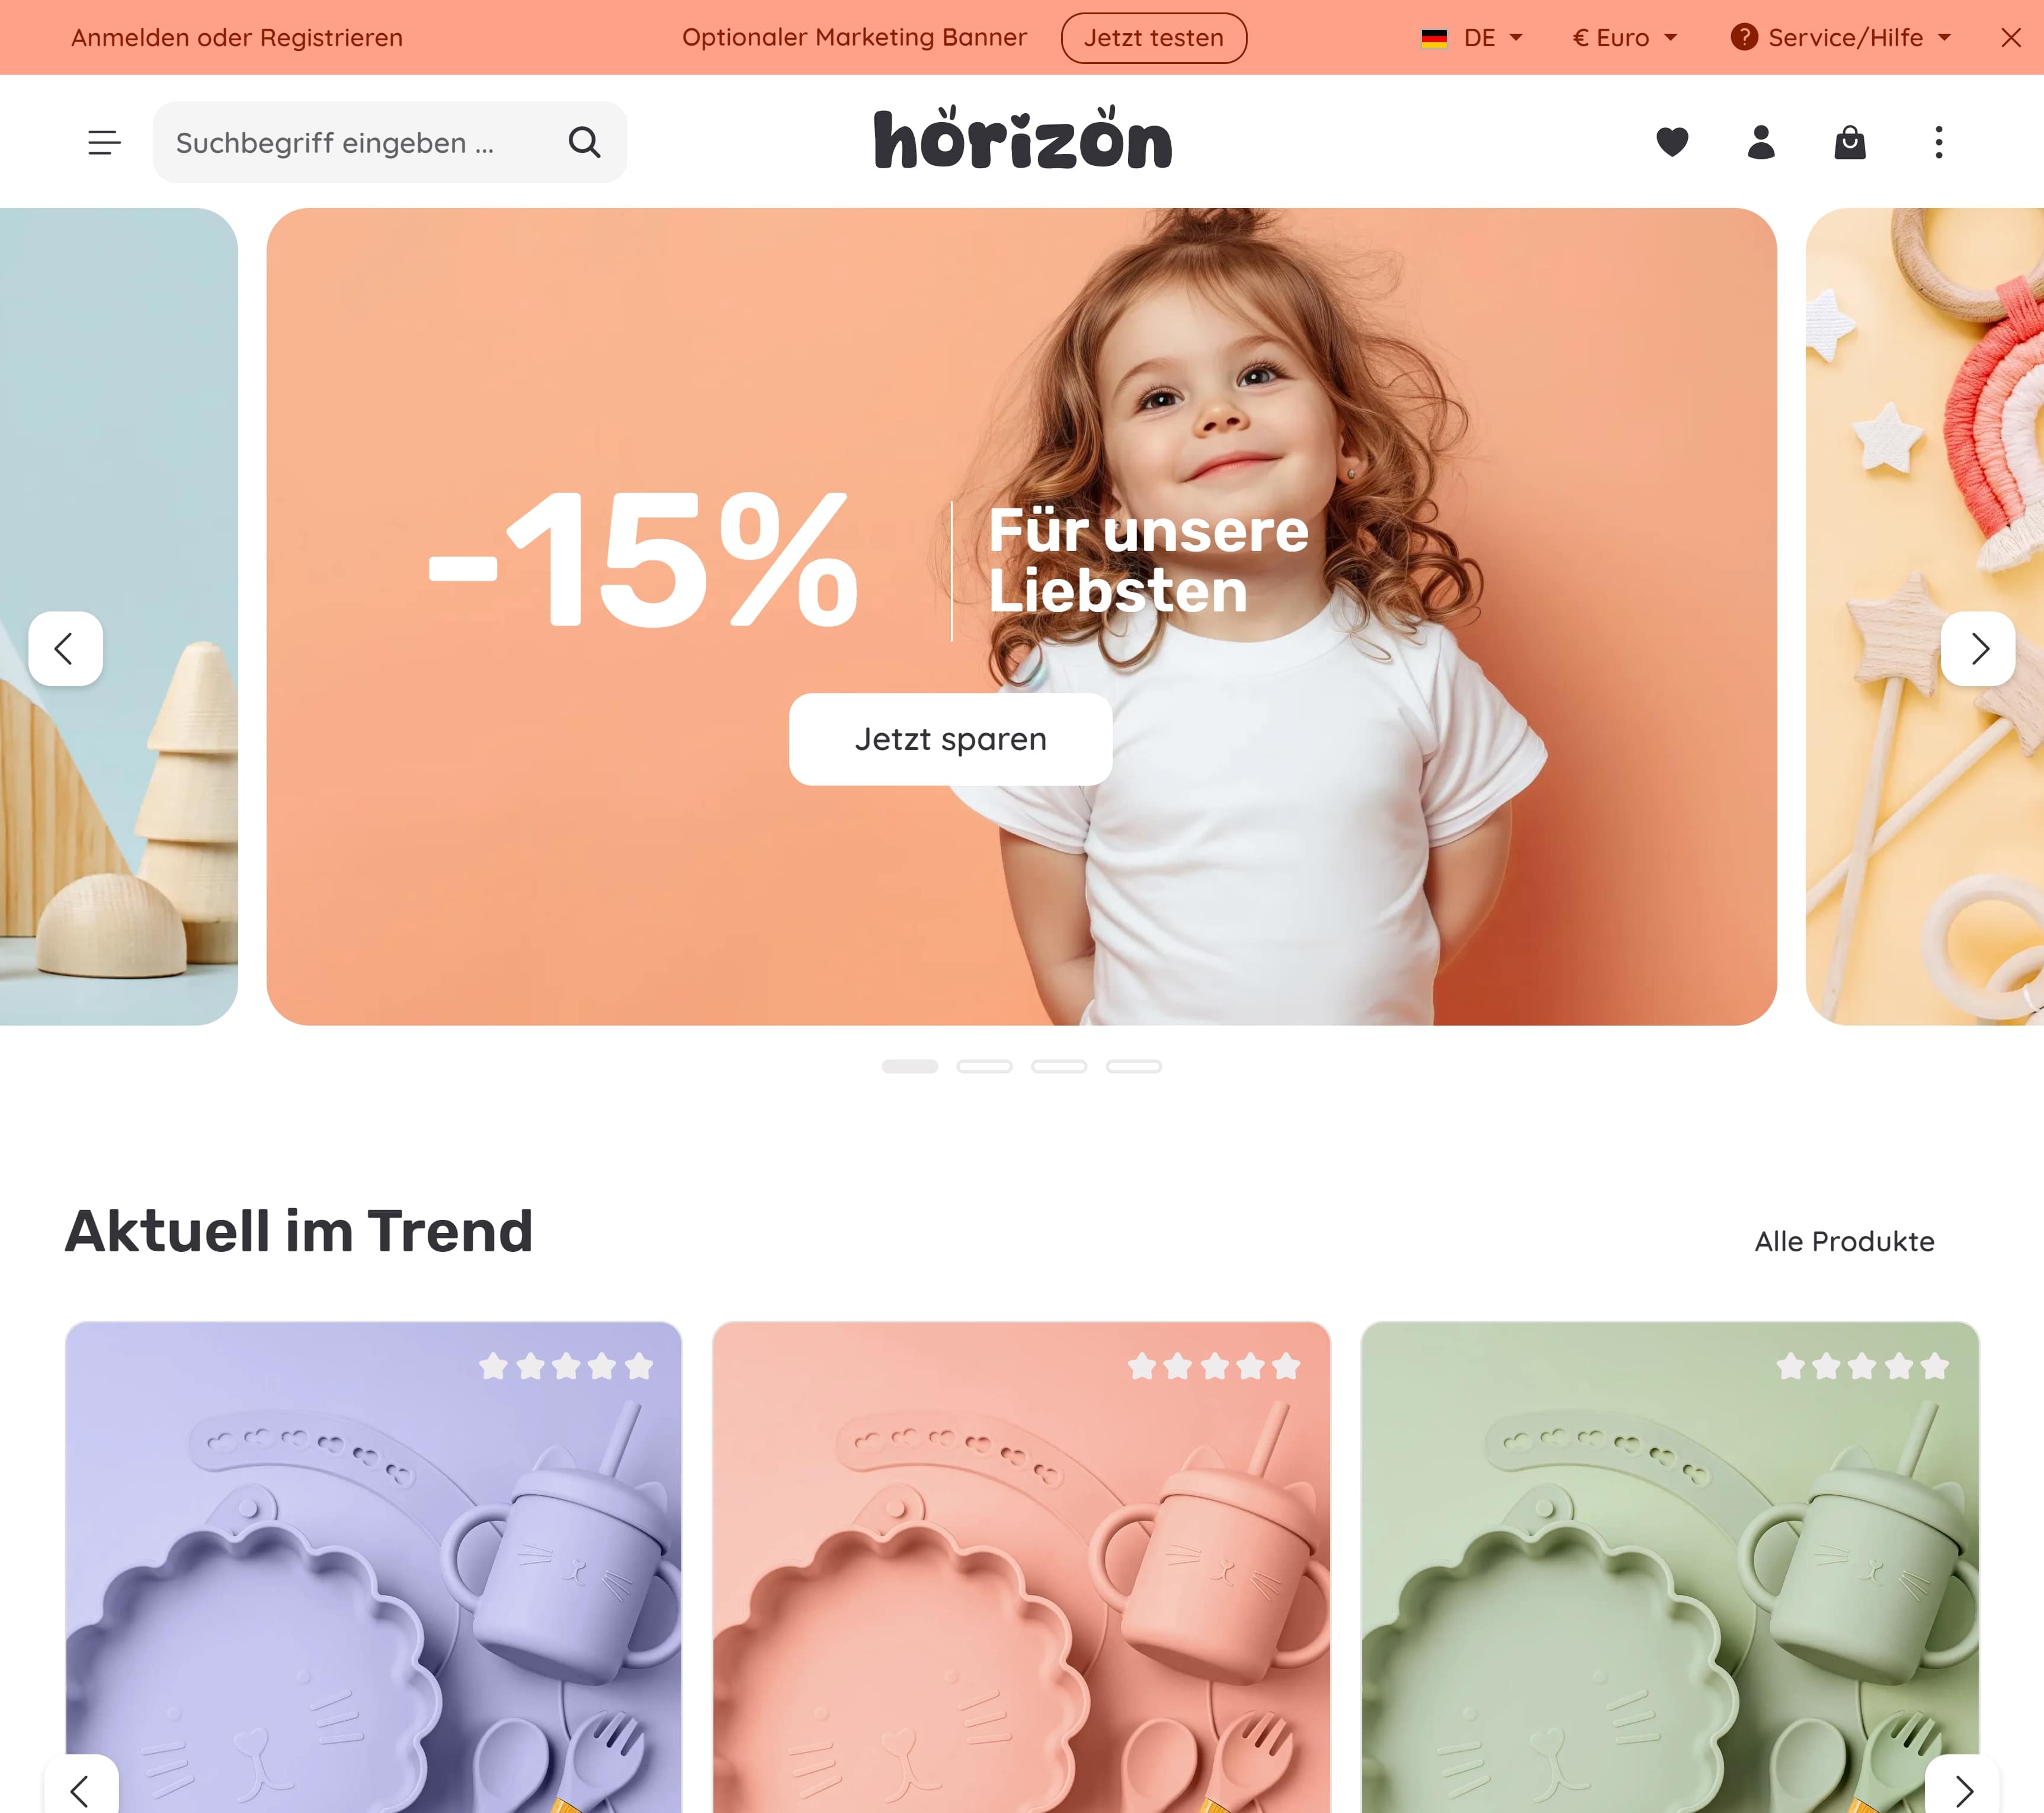 Anmelden oder Registrieren
Optionaler Marketing Banner
Jetzt testen
DE
€ Euro
? Service/Hilfe
Suchbegriff eingeben ...
horizon
-15%
Für unsere
Liebsten
Jetzt sparen
Aktuell im Trend
Alle Produkte